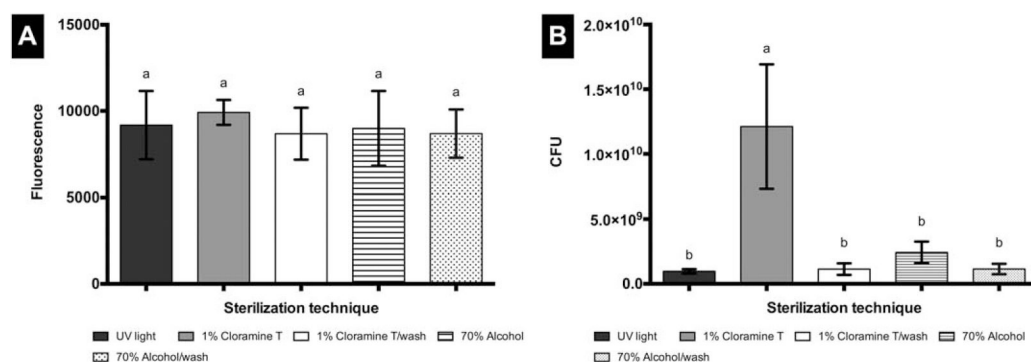 A
15000
10000
5000
0
Fluorescence
a a a a a
Sterilization technique
UV light 1% Cloramine T 1% Cloramine T/wash 70% Alcohol
70% Alcohol/wash
B
2.0×10¹⁰
1.5×10¹⁰
1.0×10¹⁰
5.0×10⁹
0.0
CFU
b a b b b
Sterilization technique
UV light 1% Cloramine T 1% Cloramine T/wash 70% Alcohol
70% Alcohol/wash